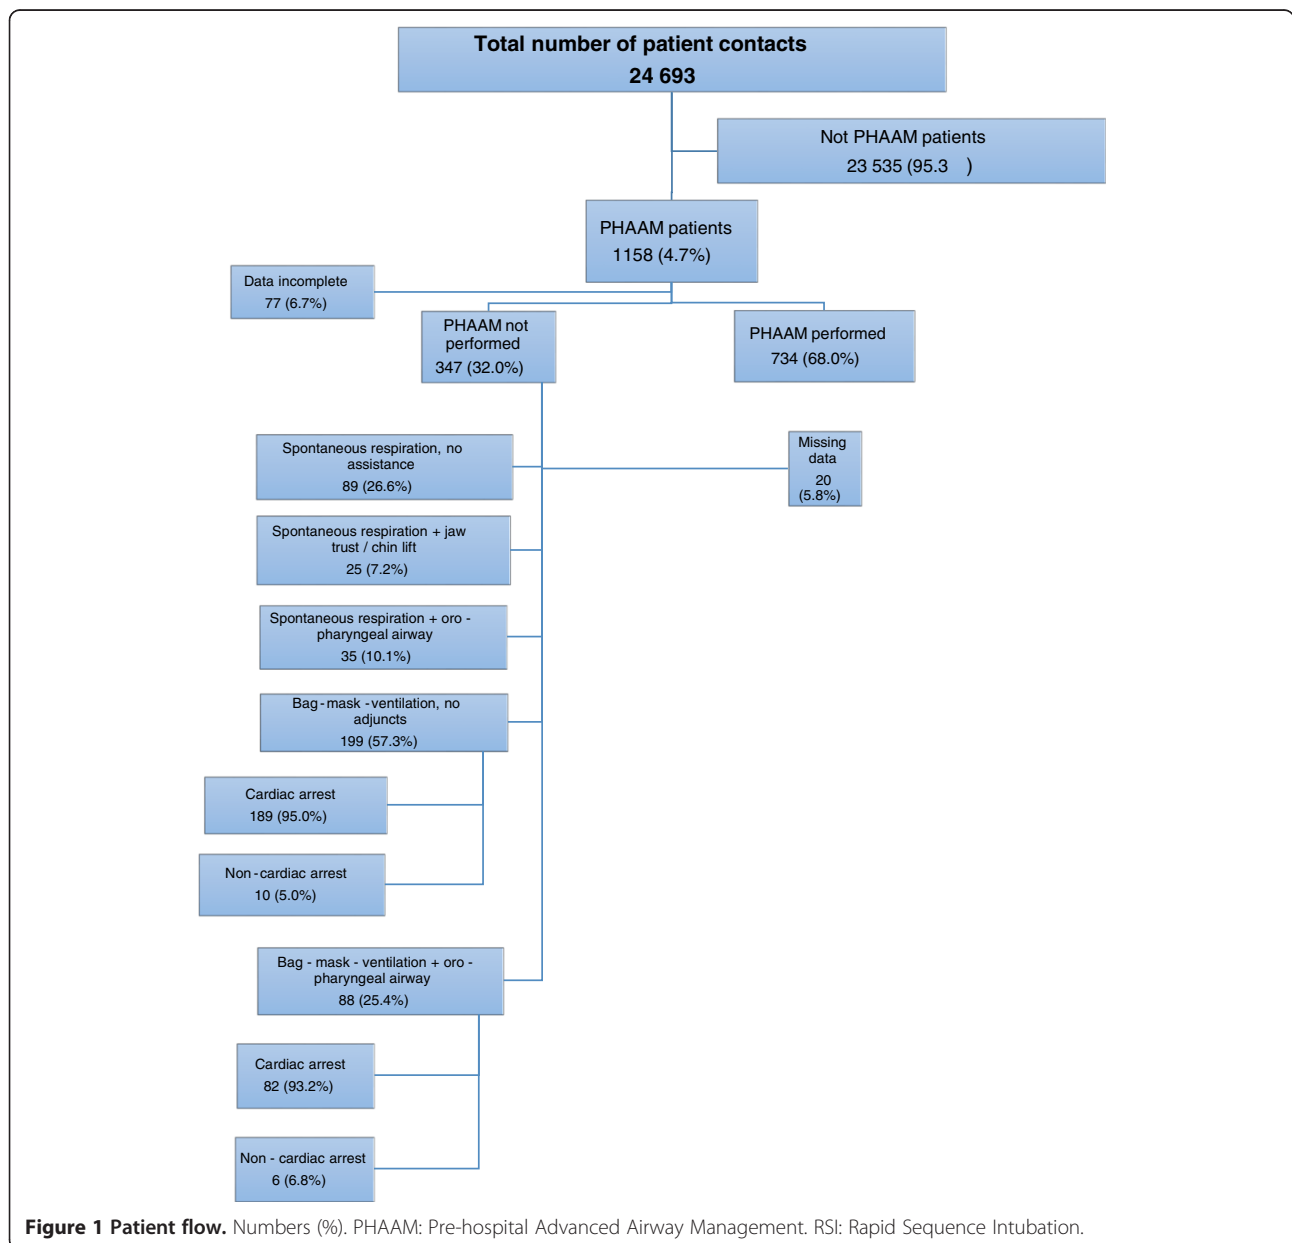 Total number of patient contacts
24 693
Not PHAAM patients
23 535 (95.3 )
PHAAM patients
1158 (4.7%)
Data incomplete
77 (6.7%)
PHAAM not
performed
347 (32.0%)
PHAAM performed
734 (68.0%)
Spontaneous respiration, no
assistance
89 (26.6%)
Missing
data
20
(5.8%)
Spontaneous respiration + jaw
trust / chin lift
25 (7.2%)
Spontaneous respiration + oro -
pharyngeal airway
35 (10.1%)
Bag - mask - ventilation, no
adjuncts
199 (57.3%)
Cardiac arrest
189 (95.0%)
Non - cardiac arrest
10 (5.0%)
Bag - mask - ventilation + oro -
pharyngeal airway
88 (25.4%)
Cardiac arrest
82 (93.2%)
Non - cardiac arrest
6 (6.8%)
Figure 1 Patient flow. Numbers (%). PHAAM: Pre-hospital Advanced Airway Management. RSI: Rapid Sequence Intubation.